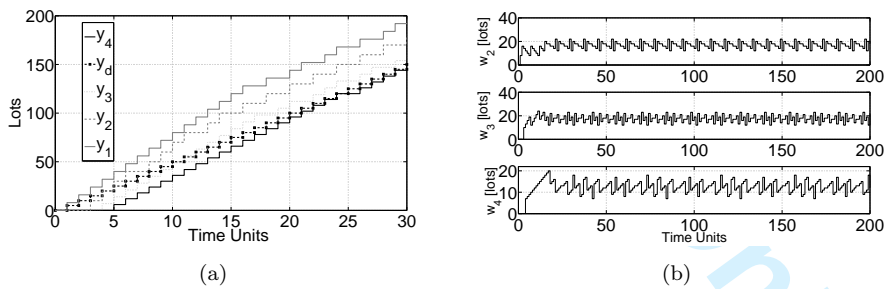 200
150
100
50
0
Lots
y4
yd
y3
y2
y1
0 5 10 15 20 25 30
Time Units
(a)
40
20
0
w2 [lots]
0 50 100 150 200
40
20
0
w3 [lots]
0 50 100 150 200
20
10
0
w4 [lots]
0 50 100 150 200
Time Units
(b)